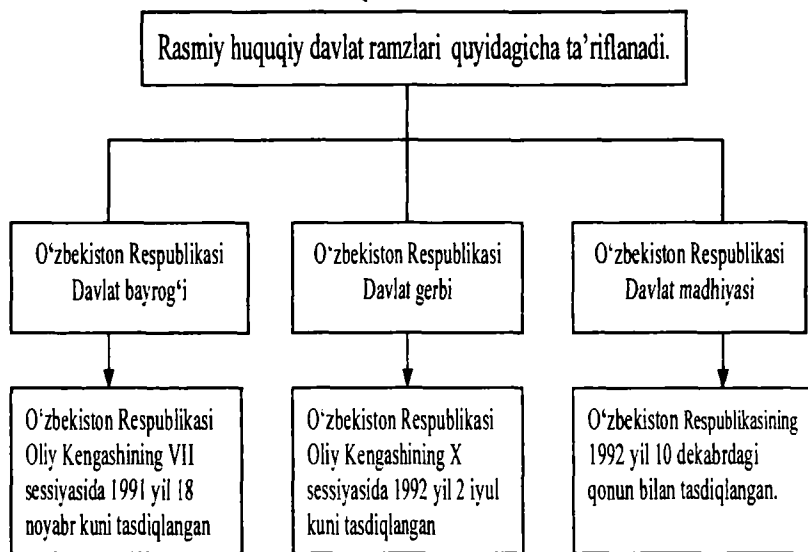 Rasmiy huquqiy davlat ramzlari quyidagicha ta’riflanadi.
O‘zbekiston Respublikasi
Davlat bayrog‘i
O‘zbekiston Respublikasi
Davlat gerbi
O‘zbekiston Respublikasi
Davlat madhiyasi
O‘zbekiston Respublikasi
Oliy Kengashining VII
sessiyasida 1991 yil 18
noyabr kuni tasdiqlangan
O‘zbekiston Respublikasi
Oliy Kengashining X
sessiyasida 1992 yil 2 iyul
kuni tasdiqlangan
O‘zbekiston Respublikasining
1992 yil 10 dekabrdagi
qonun bilan tasdiqlangan.